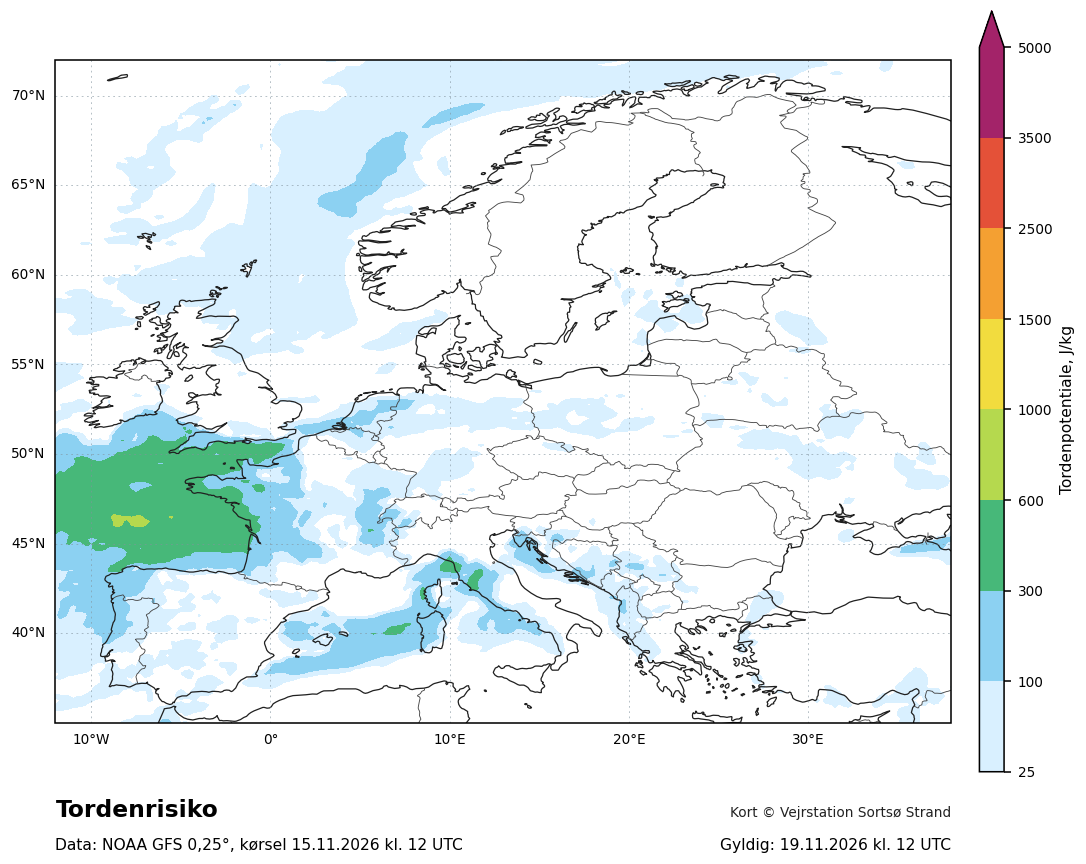 70°N
65°N
60°N
55°N
50°N
45°N
40°N
10°W
0°
10°E
20°E
30°E
5000
3500
2500
1500
1000
600
300
100
25
Tordenpotentiale, J/kg
Tordenrisiko
Kort © Vejrstation Sortsø Strand
Data: NOAA GFS 0,25°, kørsel 15.11.2026 kl. 12 UTC
Gyldig: 19.11.2026 kl. 12 UTC